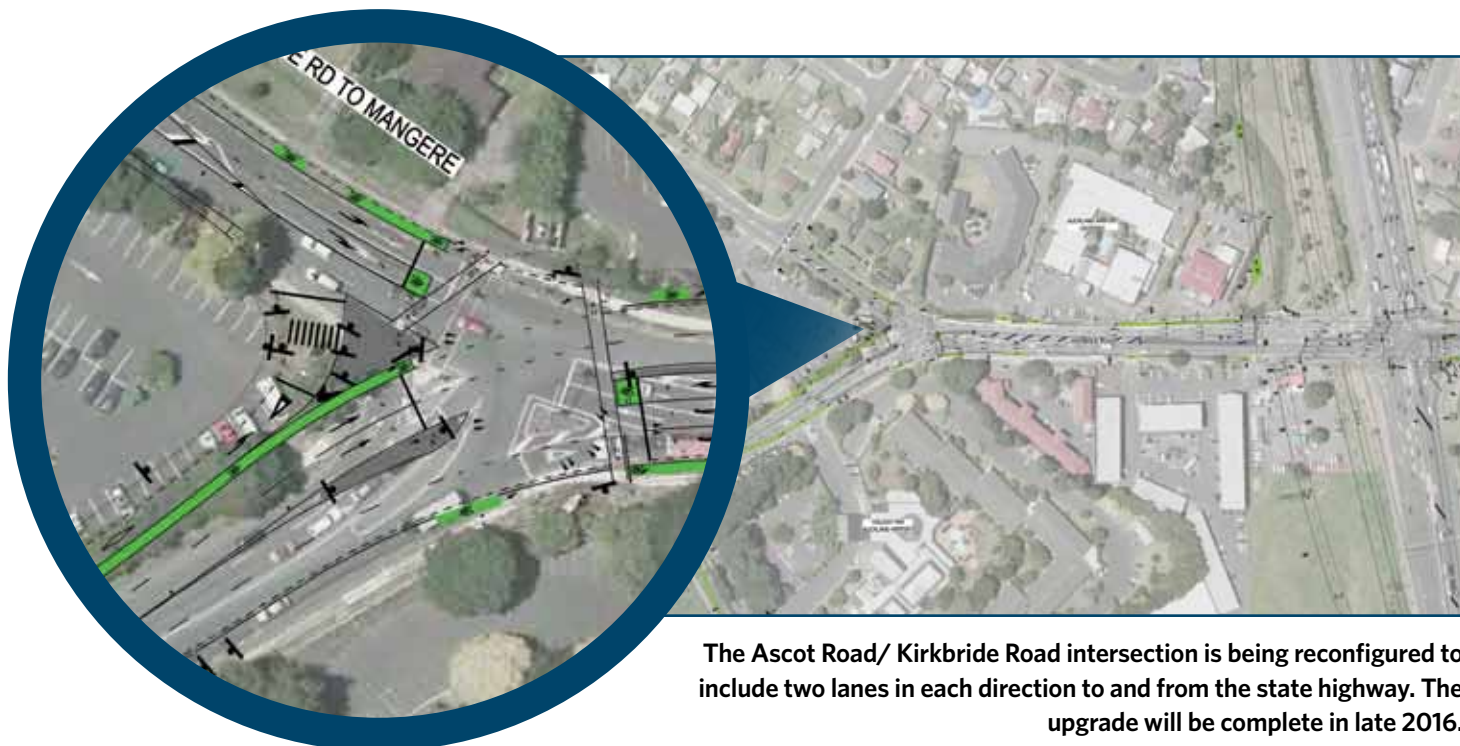 E RD TO MANGERE
The Ascot Road/ Kirkbride Road intersection is being reconfigured to
include two lanes in each direction to and from the state highway. The
upgrade will be complete in late 2016.